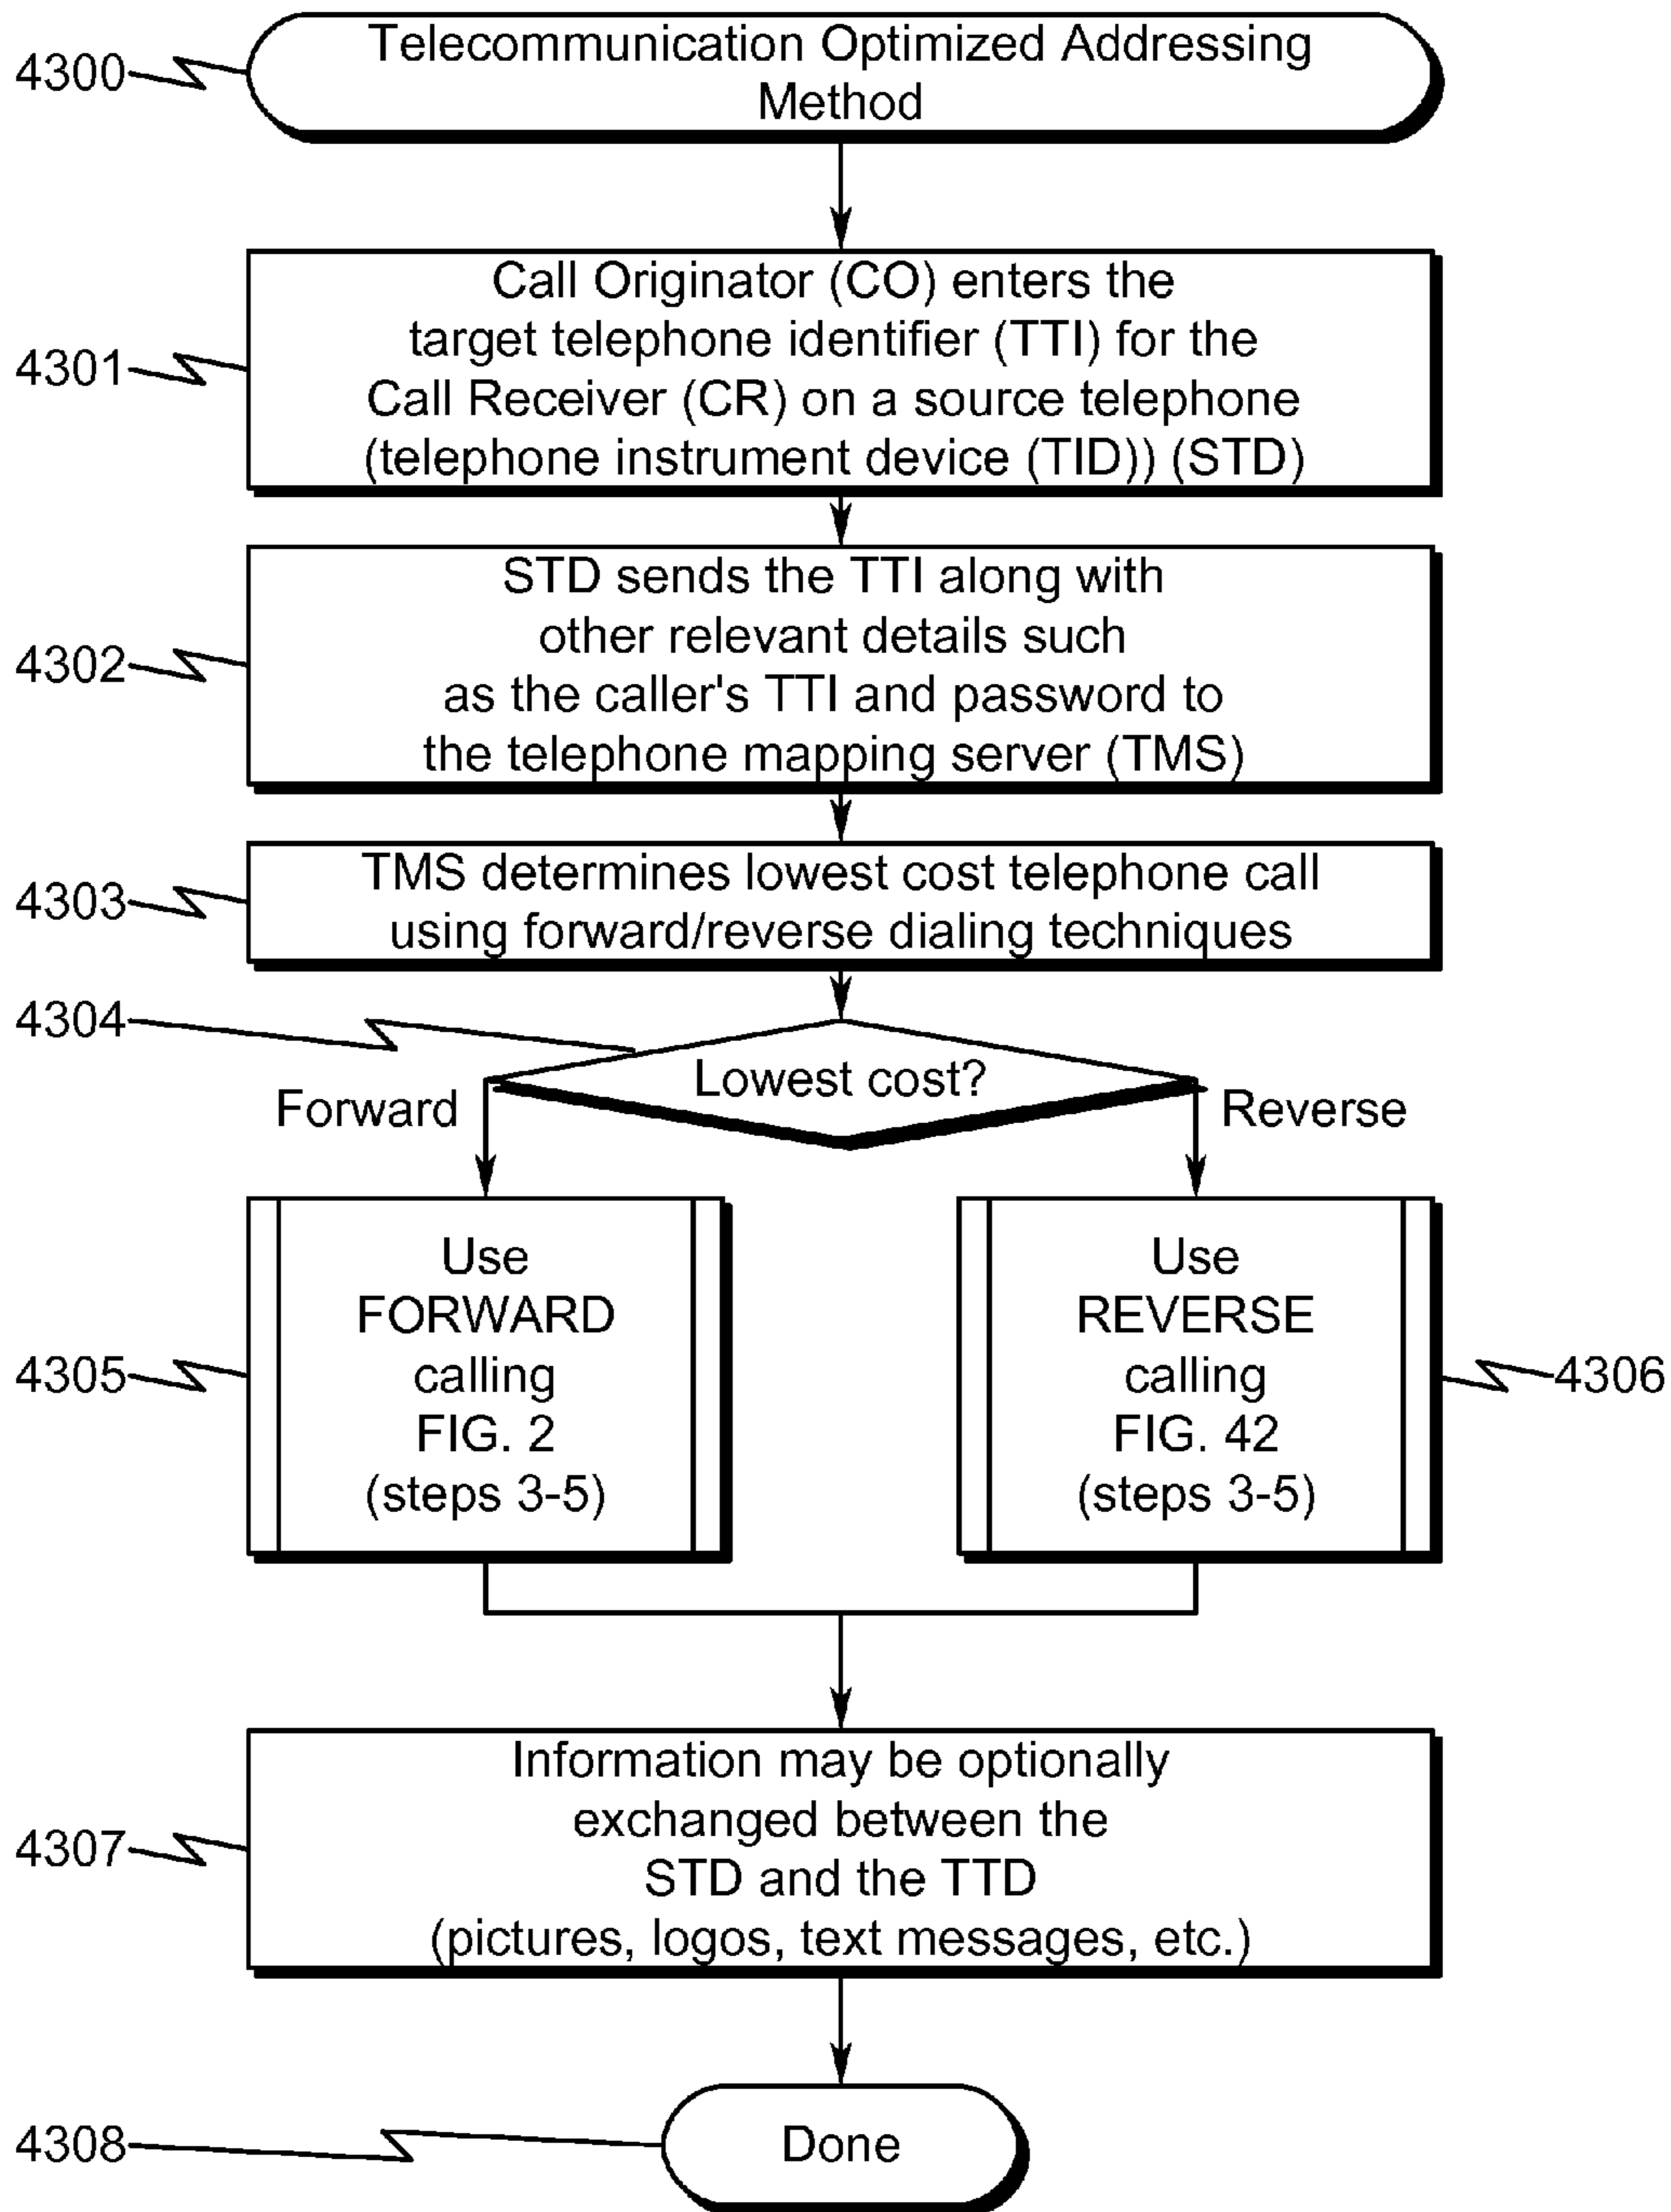 4300
Telecommunication Optimized Addressing
Method
4301
Call Originator (CO) enters the
target telephone identifier (TTI) for the
Call Receiver (CR) on a source telephone
(telephone instrument device (TID)) (STD)
4302
STD sends the TTI along with
other relevant details such
as the caller's TTI and password to
the telephone mapping server (TMS)
4303
TMS determines lowest cost telephone call
using forward/reverse dialing techniques
4304
Lowest cost?
Forward
Reverse
4305
Use
FORWARD
calling
FIG. 2
(steps 3-5)
Use
REVERSE
calling
FIG. 42
(steps 3-5)
4306
4307
Information may be optionally
exchanged between the
STD and the TTD
(pictures, logos, text messages, etc.)
4308
Done